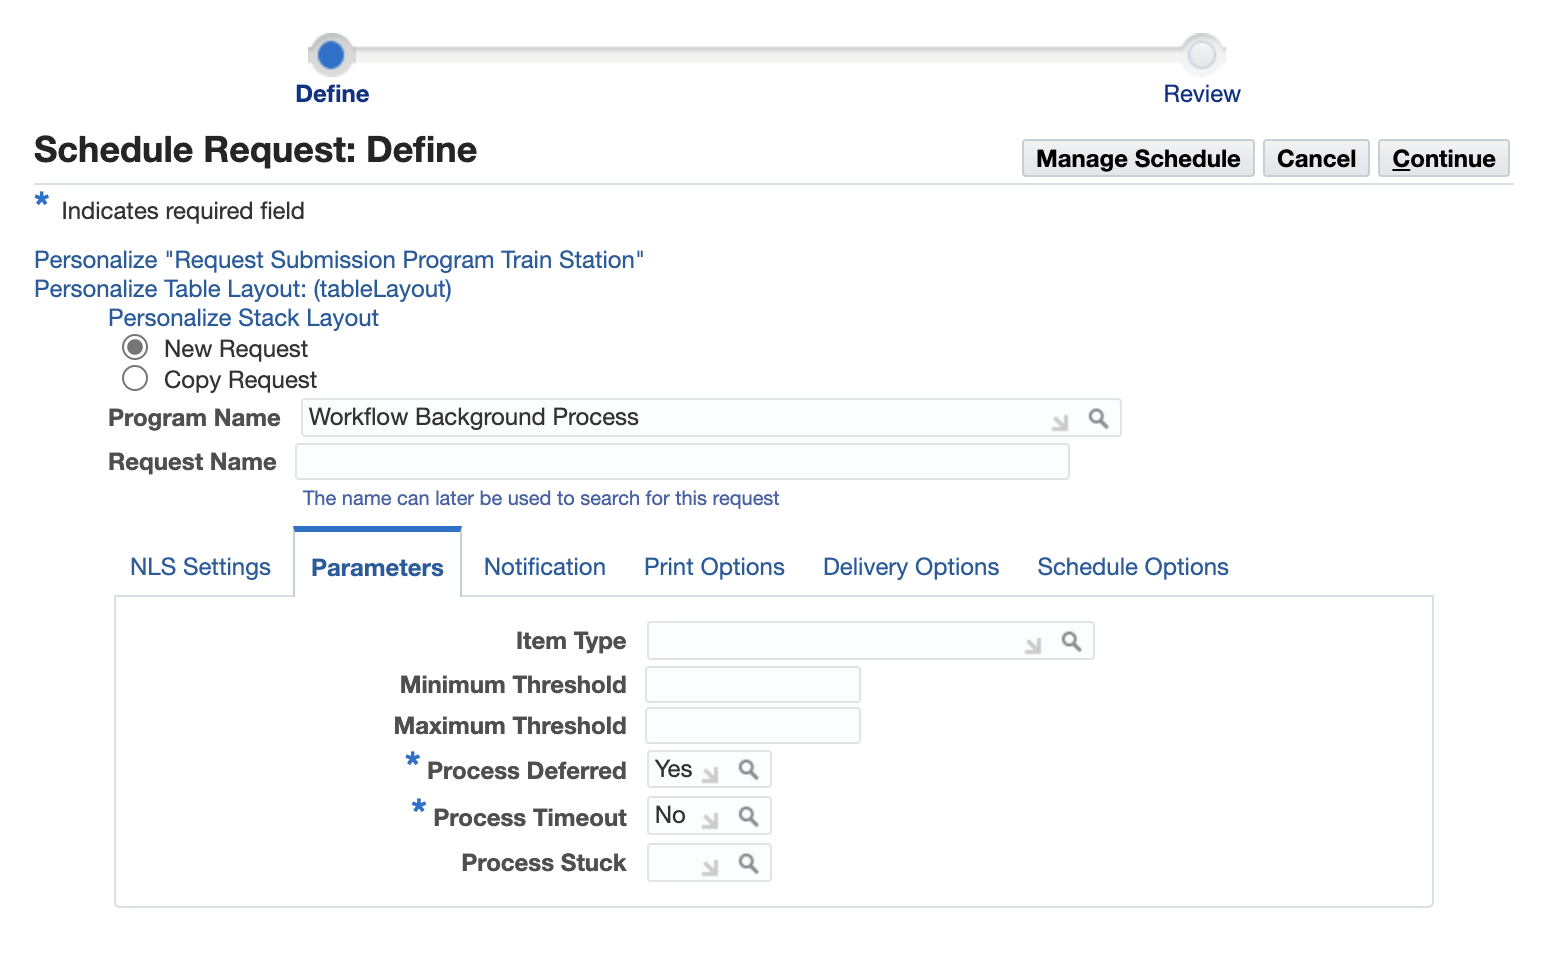 Define Review
Schedule Request: Define
Manage Schedule Cancel Continue
* Indicates required field
Personalize "Request Submission Program Train Station"
Personalize Table Layout: (tableLayout)
Personalize Stack Layout
New Request
Copy Request
Program Name Workflow Background Process
Request Name
The name can later be used to search for this request
NLS Settings Parameters Notification Print Options Delivery Options Schedule Options
Item Type
Minimum Threshold
Maximum Threshold
* Process Deferred Yes
* Process Timeout No
Process Stuck